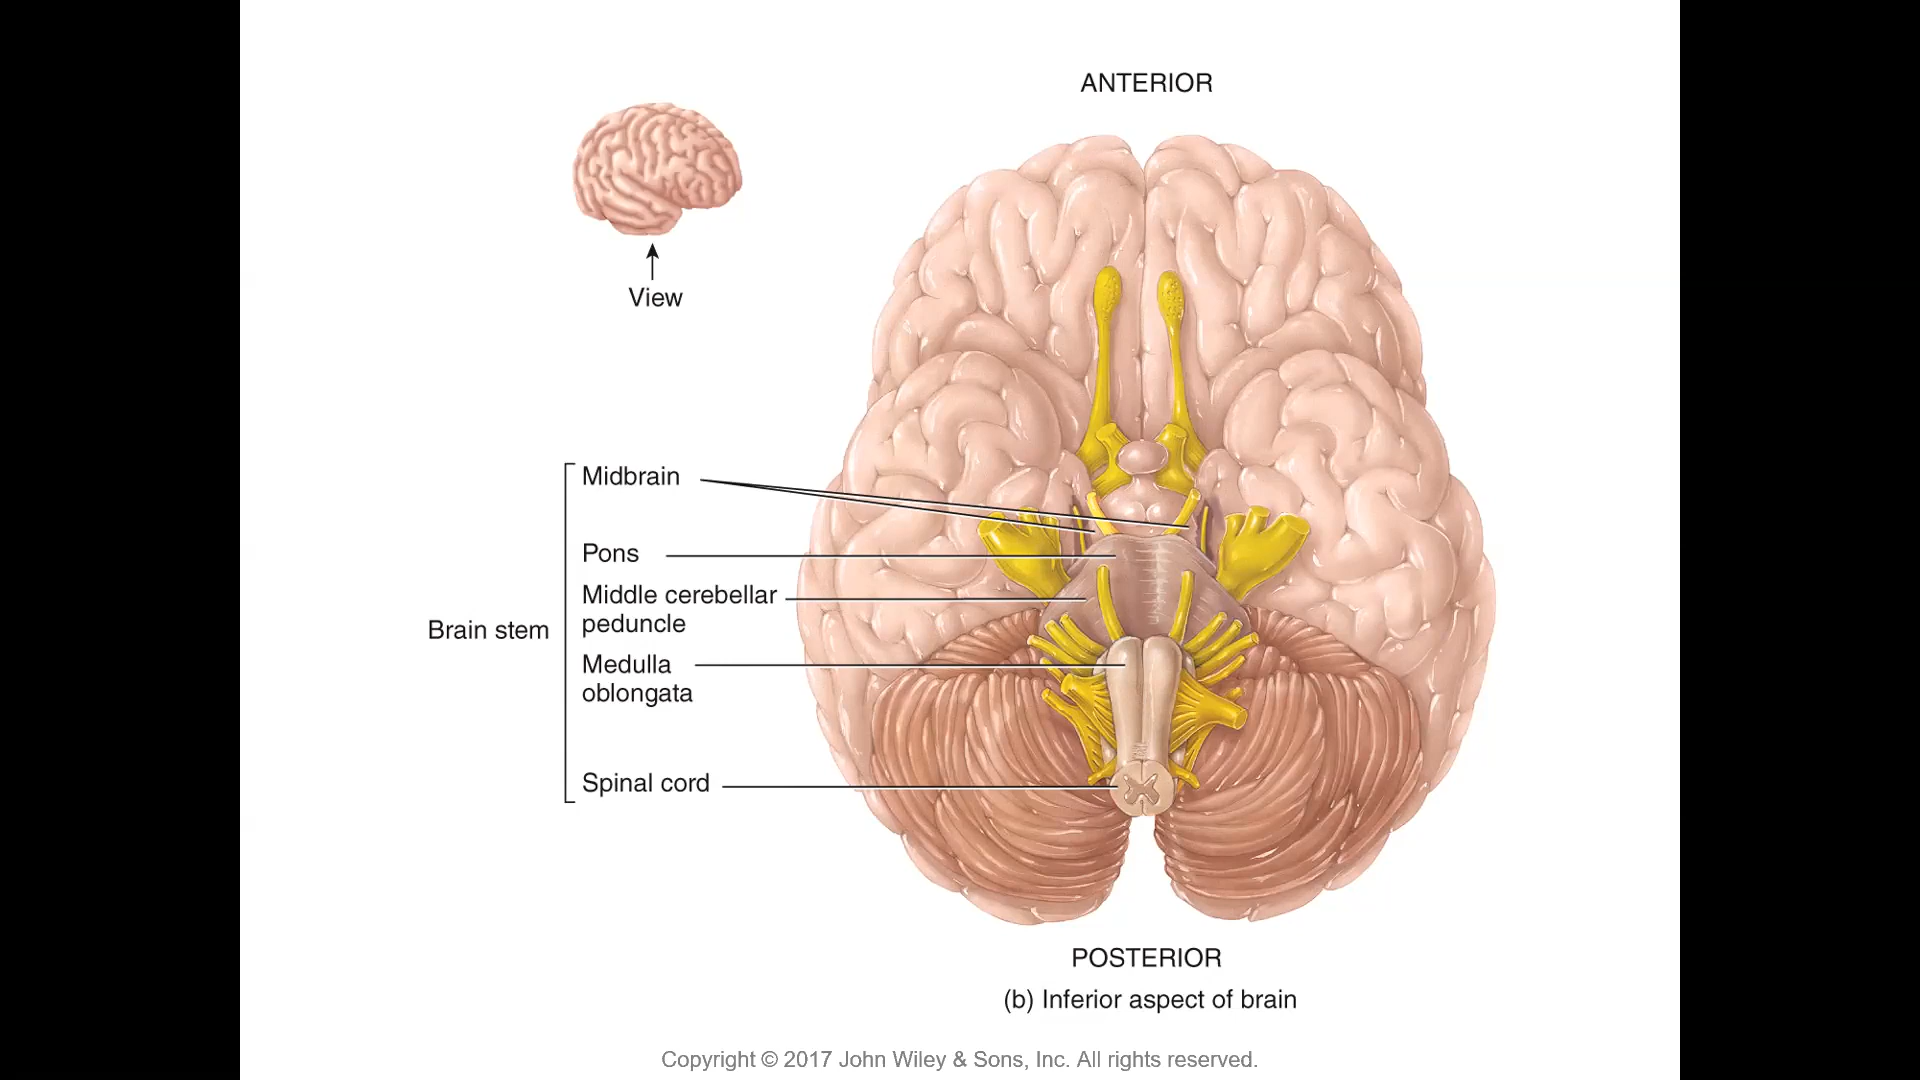 ANTERIOR
View
Midbrain
Pons
Middle cerebellar
peduncle
Brain stem
Medulla
oblongata
Spinal cord
POSTERIOR
(b) Inferior aspect of brain
Copyright © 2017 John Wiley & Sons, Inc. All rights reserved.